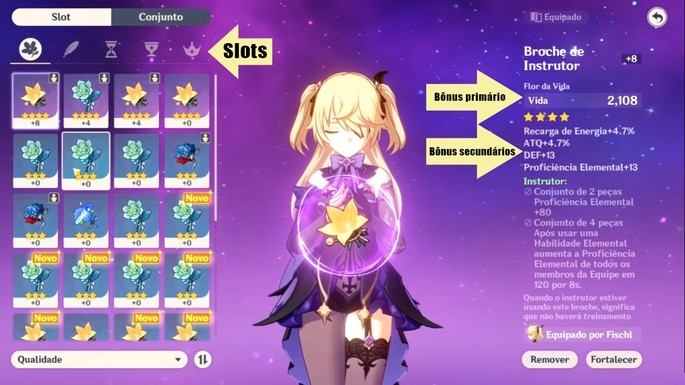 Slot
Conjunto
Slots
+8
+4
+4
+0
+0
+0
+0
+0
+0
+0
+0
Novo
+0
Novo
+0
Novo
+0
Novo
+0
Novo
+0
Novo
Novo
Novo
Novo
Qualidade
Equipado
Broche de
Instrutor
+8
Flor da Vida
Bônus primário
Vida
2,108
Bônus secundários
Recarga de Energia+4.7%
ATQ+4.7%
DEF+13
Proficiência Elemental+13
Instrutor:
Conjunto de 2 peças
Proficiência Elemental
+80
Conjunto de 4 peças
Após usar uma
Habilidade Elemental
aumenta a Proficiência
Elemental de todos os
membros da Equipe em
120 por 8s.
Quando o instrutor estiver
usando este broche, significa
que não haverá treinamento
Equipado por Fischl
Remover
Fortalecer